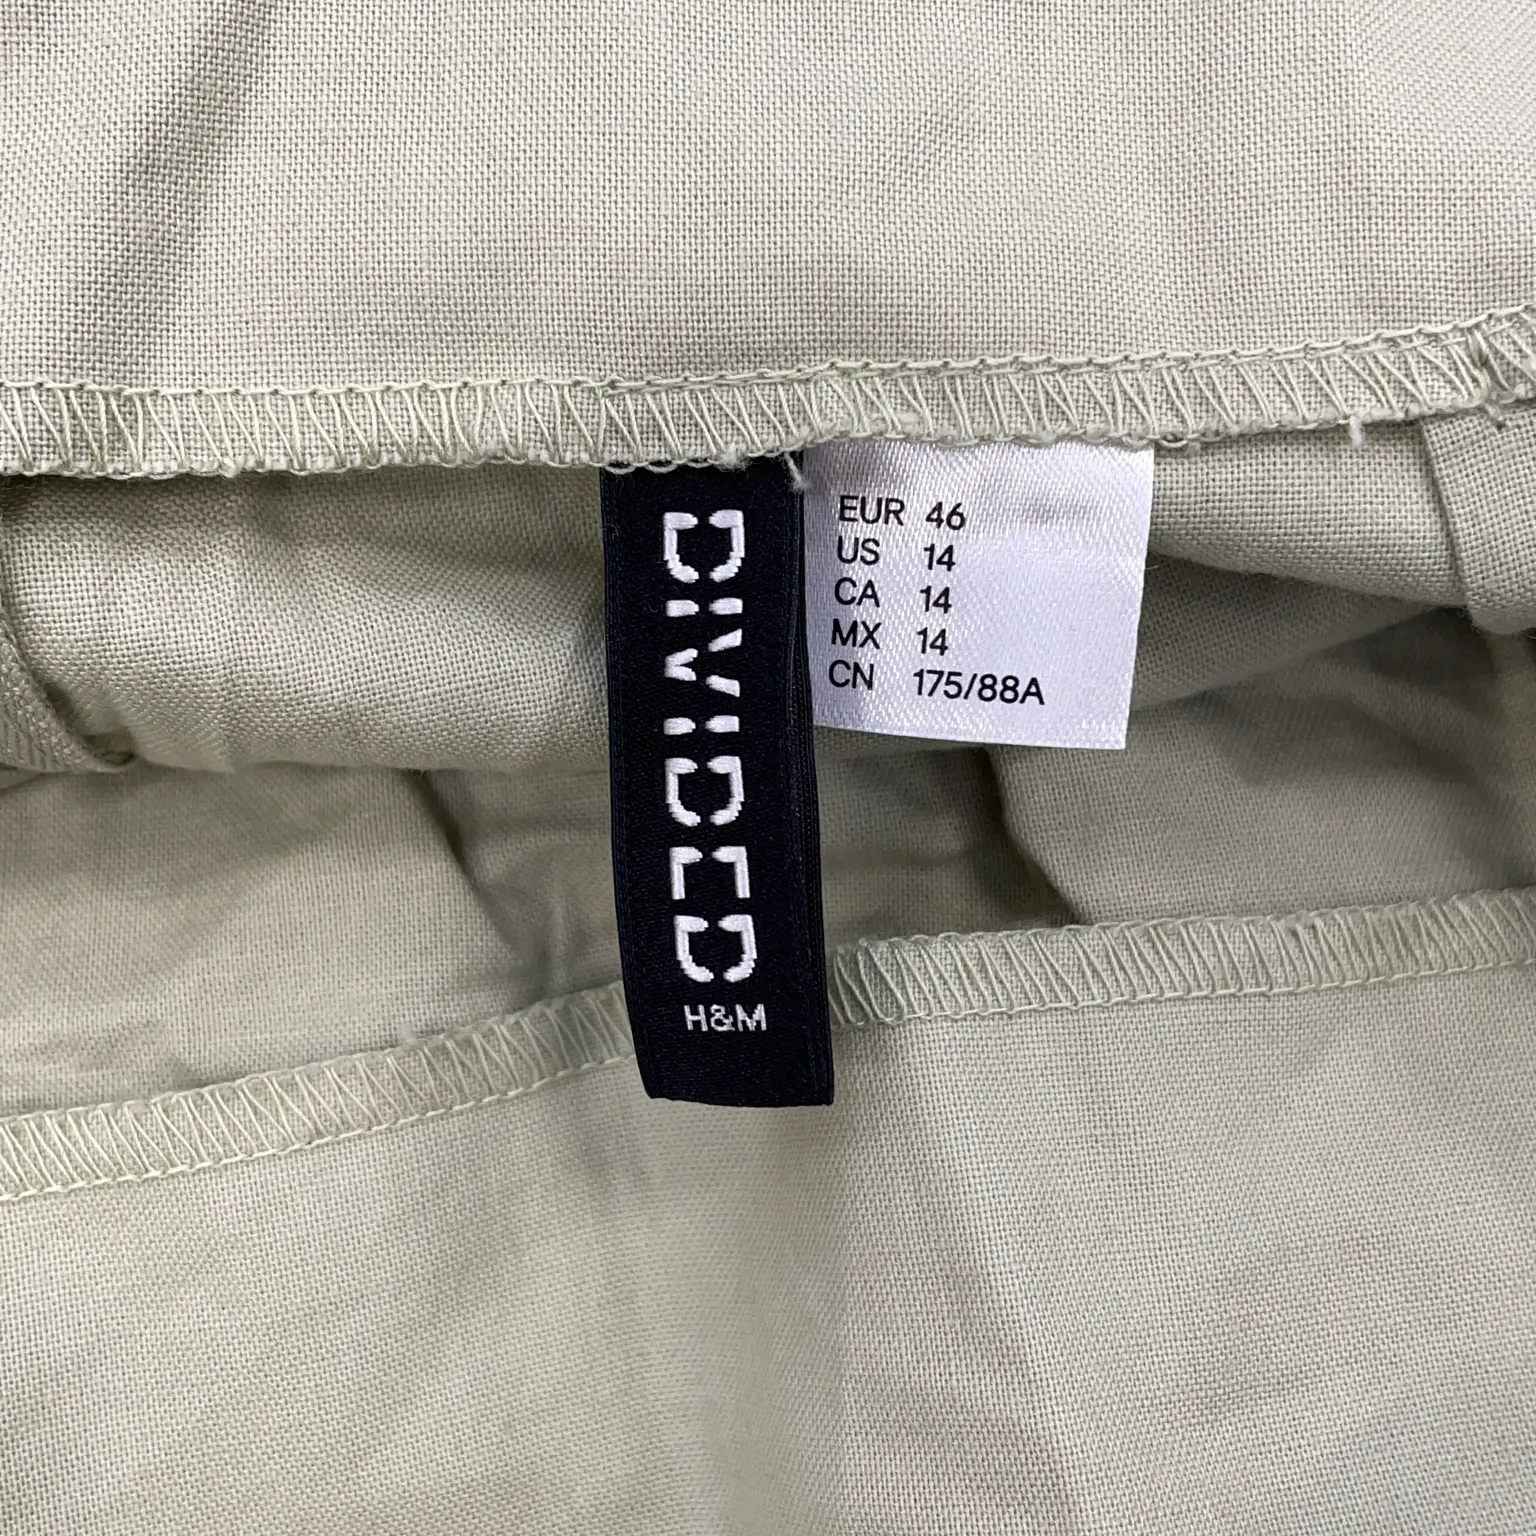 DIVIDED
H&M
EUR 46
US 14
CA 14
MX 14
CN 175/88A